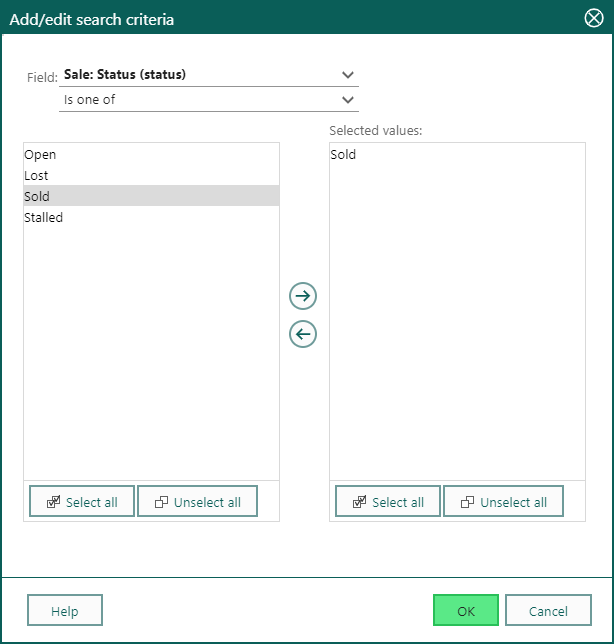 Add/edit search criteria
Field: Sale: Status (status)
Is one of
Selected values:
Open
Lost
Sold
Stalled
Sold
Select all
Unselect all
Select all
Unselect all
Help
OK
Cancel